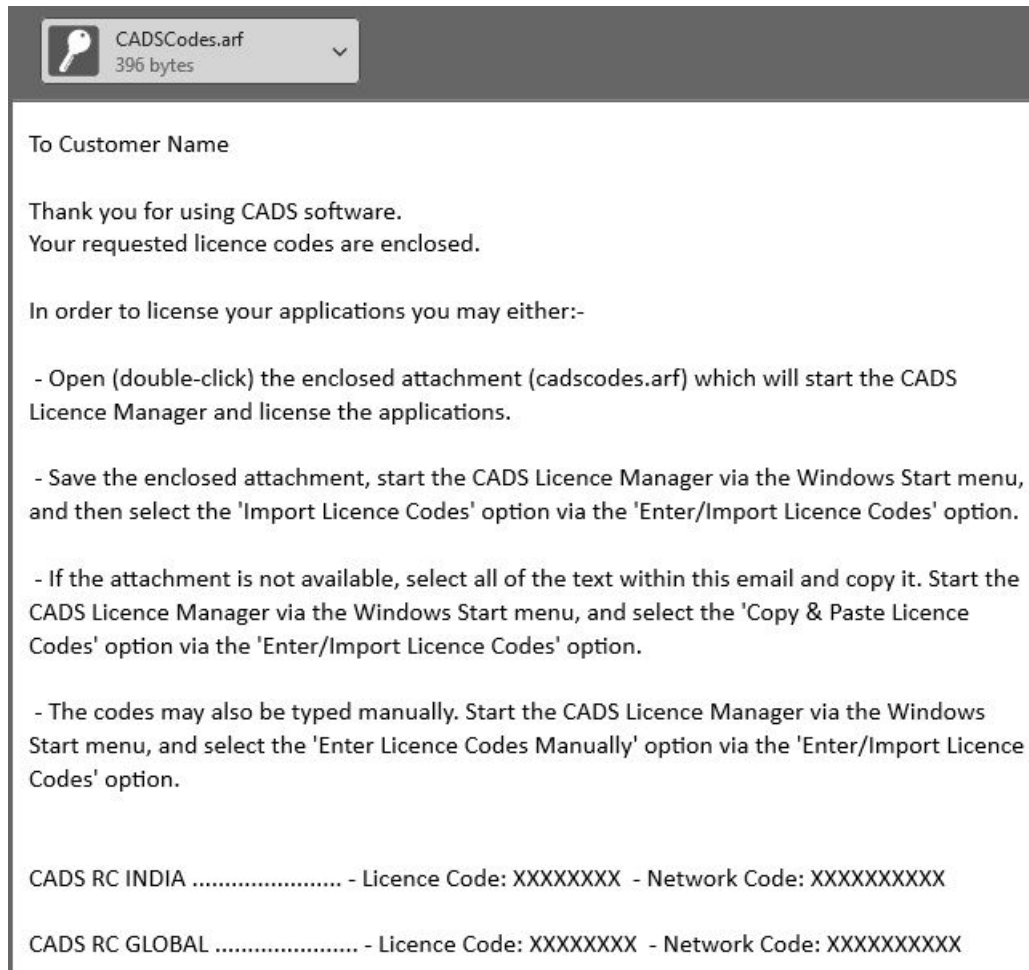 CADSCodes.arf
396 bytes
To Customer Name
Thank you for using CADS software.
Your requested licence codes are enclosed.
In order to license your applications you may either:-
- Open (double-click) the enclosed attachment (cadscodes.arf) which will start the CADS
Licence Manager and license the applications.
- Save the enclosed attachment, start the CADS Licence Manager via the Windows Start menu,
and then select the 'Import Licence Codes' option via the 'Enter/Import Licence Codes' option.
- If the attachment is not available, select all of the text within this email and copy it. Start the
CADS Licence Manager via the Windows Start menu, and select the 'Copy & Paste Licence
Codes' option via the 'Enter/Import Licence Codes' option.
- The codes may also be typed manually. Start the CADS Licence Manager via the Windows
Start menu, and select the 'Enter Licence Codes Manually' option via the 'Enter/Import Licence
Codes' option.
CADS RC INDIA ....................... - Licence Code: XXXXXXXX - Network Code: XXXXXXXXXX
CADS RC GLOBAL ...................... - Licence Code: XXXXXXXX - Network Code: XXXXXXXXXX